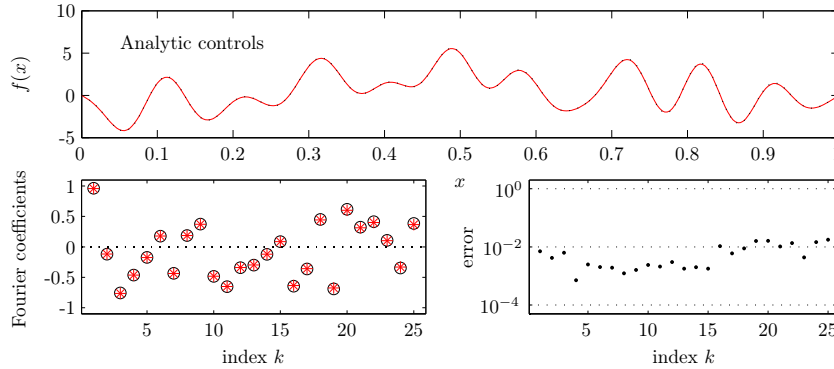 10
5
0
-5
f(x)
Analytic controls
0 0.1 0.2 0.3 0.4 0.5 0.6 0.7 0.8 0.9
x
1
0.5
0
-0.5
-1
Fourier coefficients
5 10 15 20 25
index k
10^0
10^-2
10^-4
error
5 10 15 20 25
index k